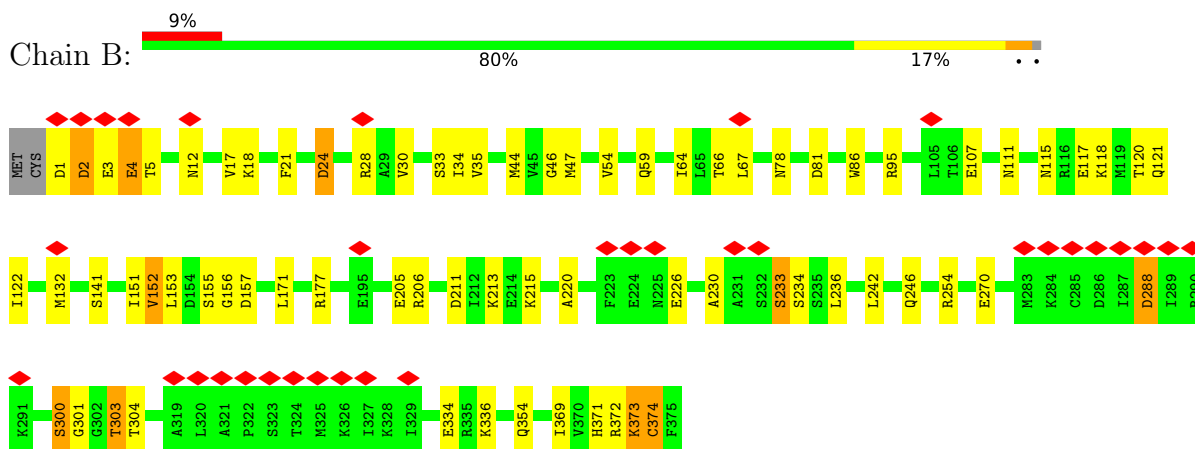 9%
Chain B:
80% 17% . .
MET CYS D1 D2 E3 E4 T5 N12 V17 K18 F21 D24 R28 A29 V30 S33 I34 V35 M44 V45 G46 M47 V54 Q59 I64 L65 T66 L67 N78 D81 W86 R95 L105 T106 E107 N111 N115 R116 E117 K118 M119 T120 Q121
I122 M132 S141 I151 V152 L153 D154 S155 G156 D157 L171 R177 E195 E205 R206 D211 I212 K213 E214 K215 A220 F223 E224 N225 E226 A230 A231 S232 S233 S234 S235 L236 L242 Q246 R254 E270 M283 K284 C285 D286 I287 D288 I289 R290
K291 S300 G301 G302 T303 T304 A319 L320 A321 P322 S323 T324 M325 K326 I327 K328 I329 E334 R335 K336 Q354 I369 V370 H371 R372 K373 C374 F375